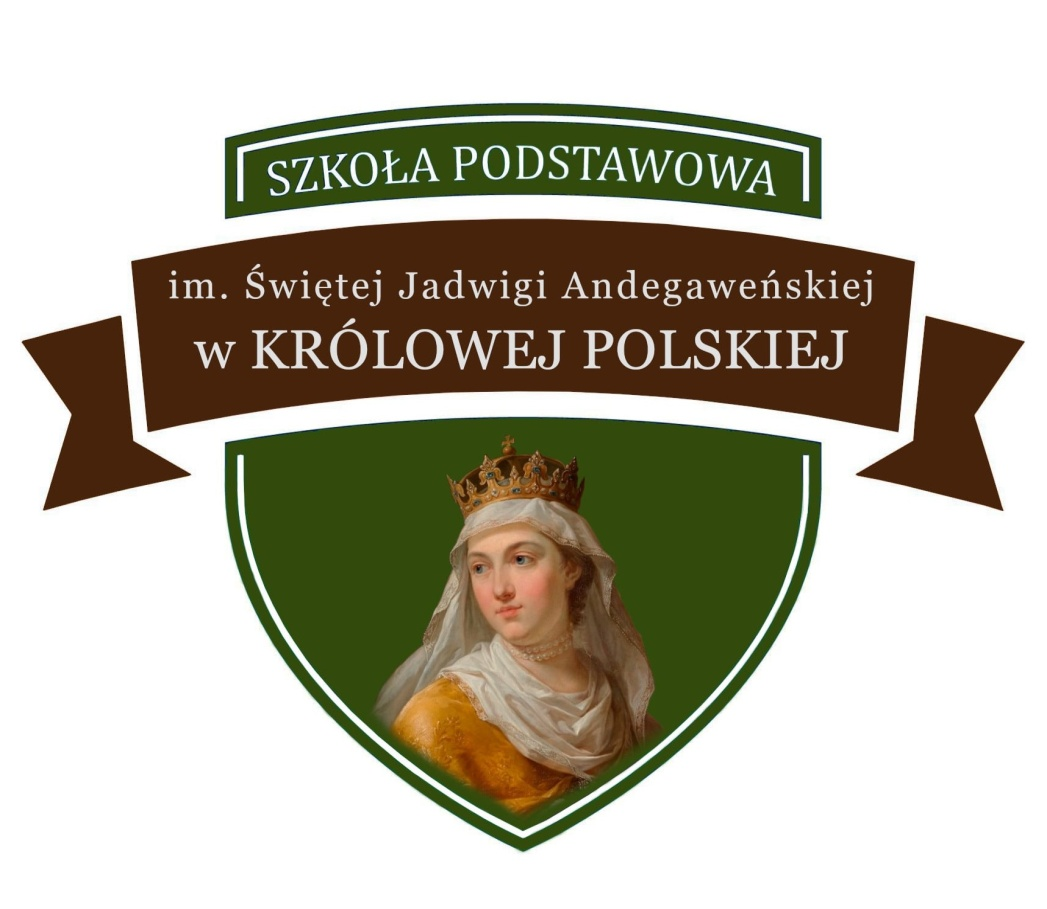 SZKOŁA PODSTAWOWA
im. Świętej Jadwigi Andegaweńskiej
w KRÓLOWEJ POLSKIEJ